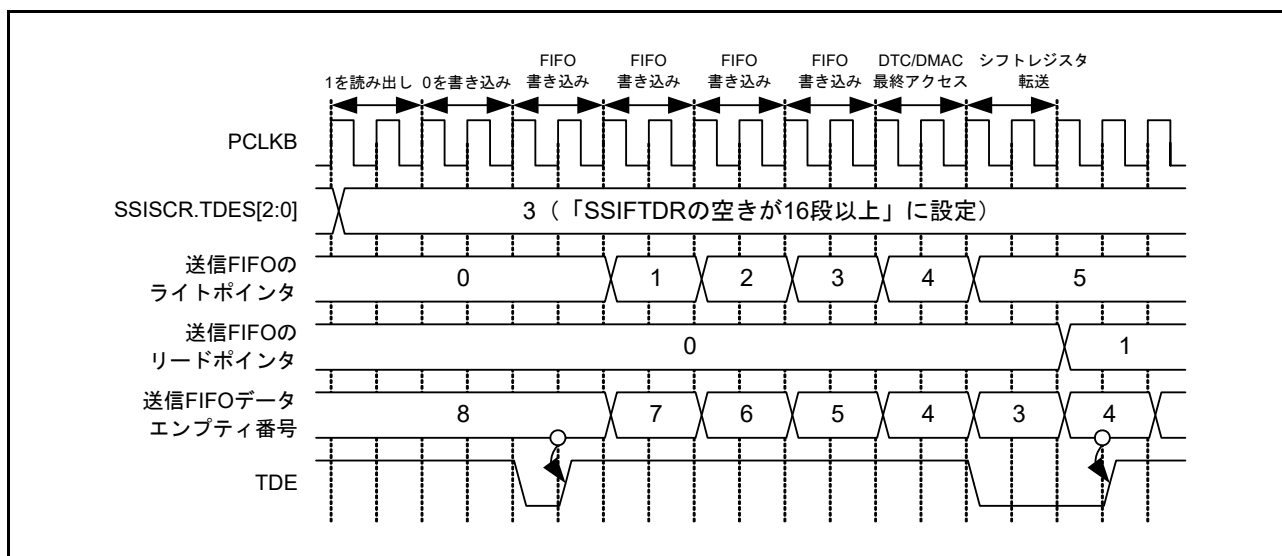 1を読み出し 0を書き込み FIFO 書き込み FIFO 書き込み FIFO 書き込み FIFO 書き込み DTC/DMAC 最終アクセス シフトレジスタ 転送
PCLKB
SSISCR.TDES[2:0] 3（「SSIFTDRの空きが16段以上」に設定）
送信FIFOの
ライトポインタ 0 1 2 3 4 5
送信FIFOの
リードポインタ 0 1
送信FIFOデータ
エンプティ番号 8 7 6 5 4 3 4
TDE